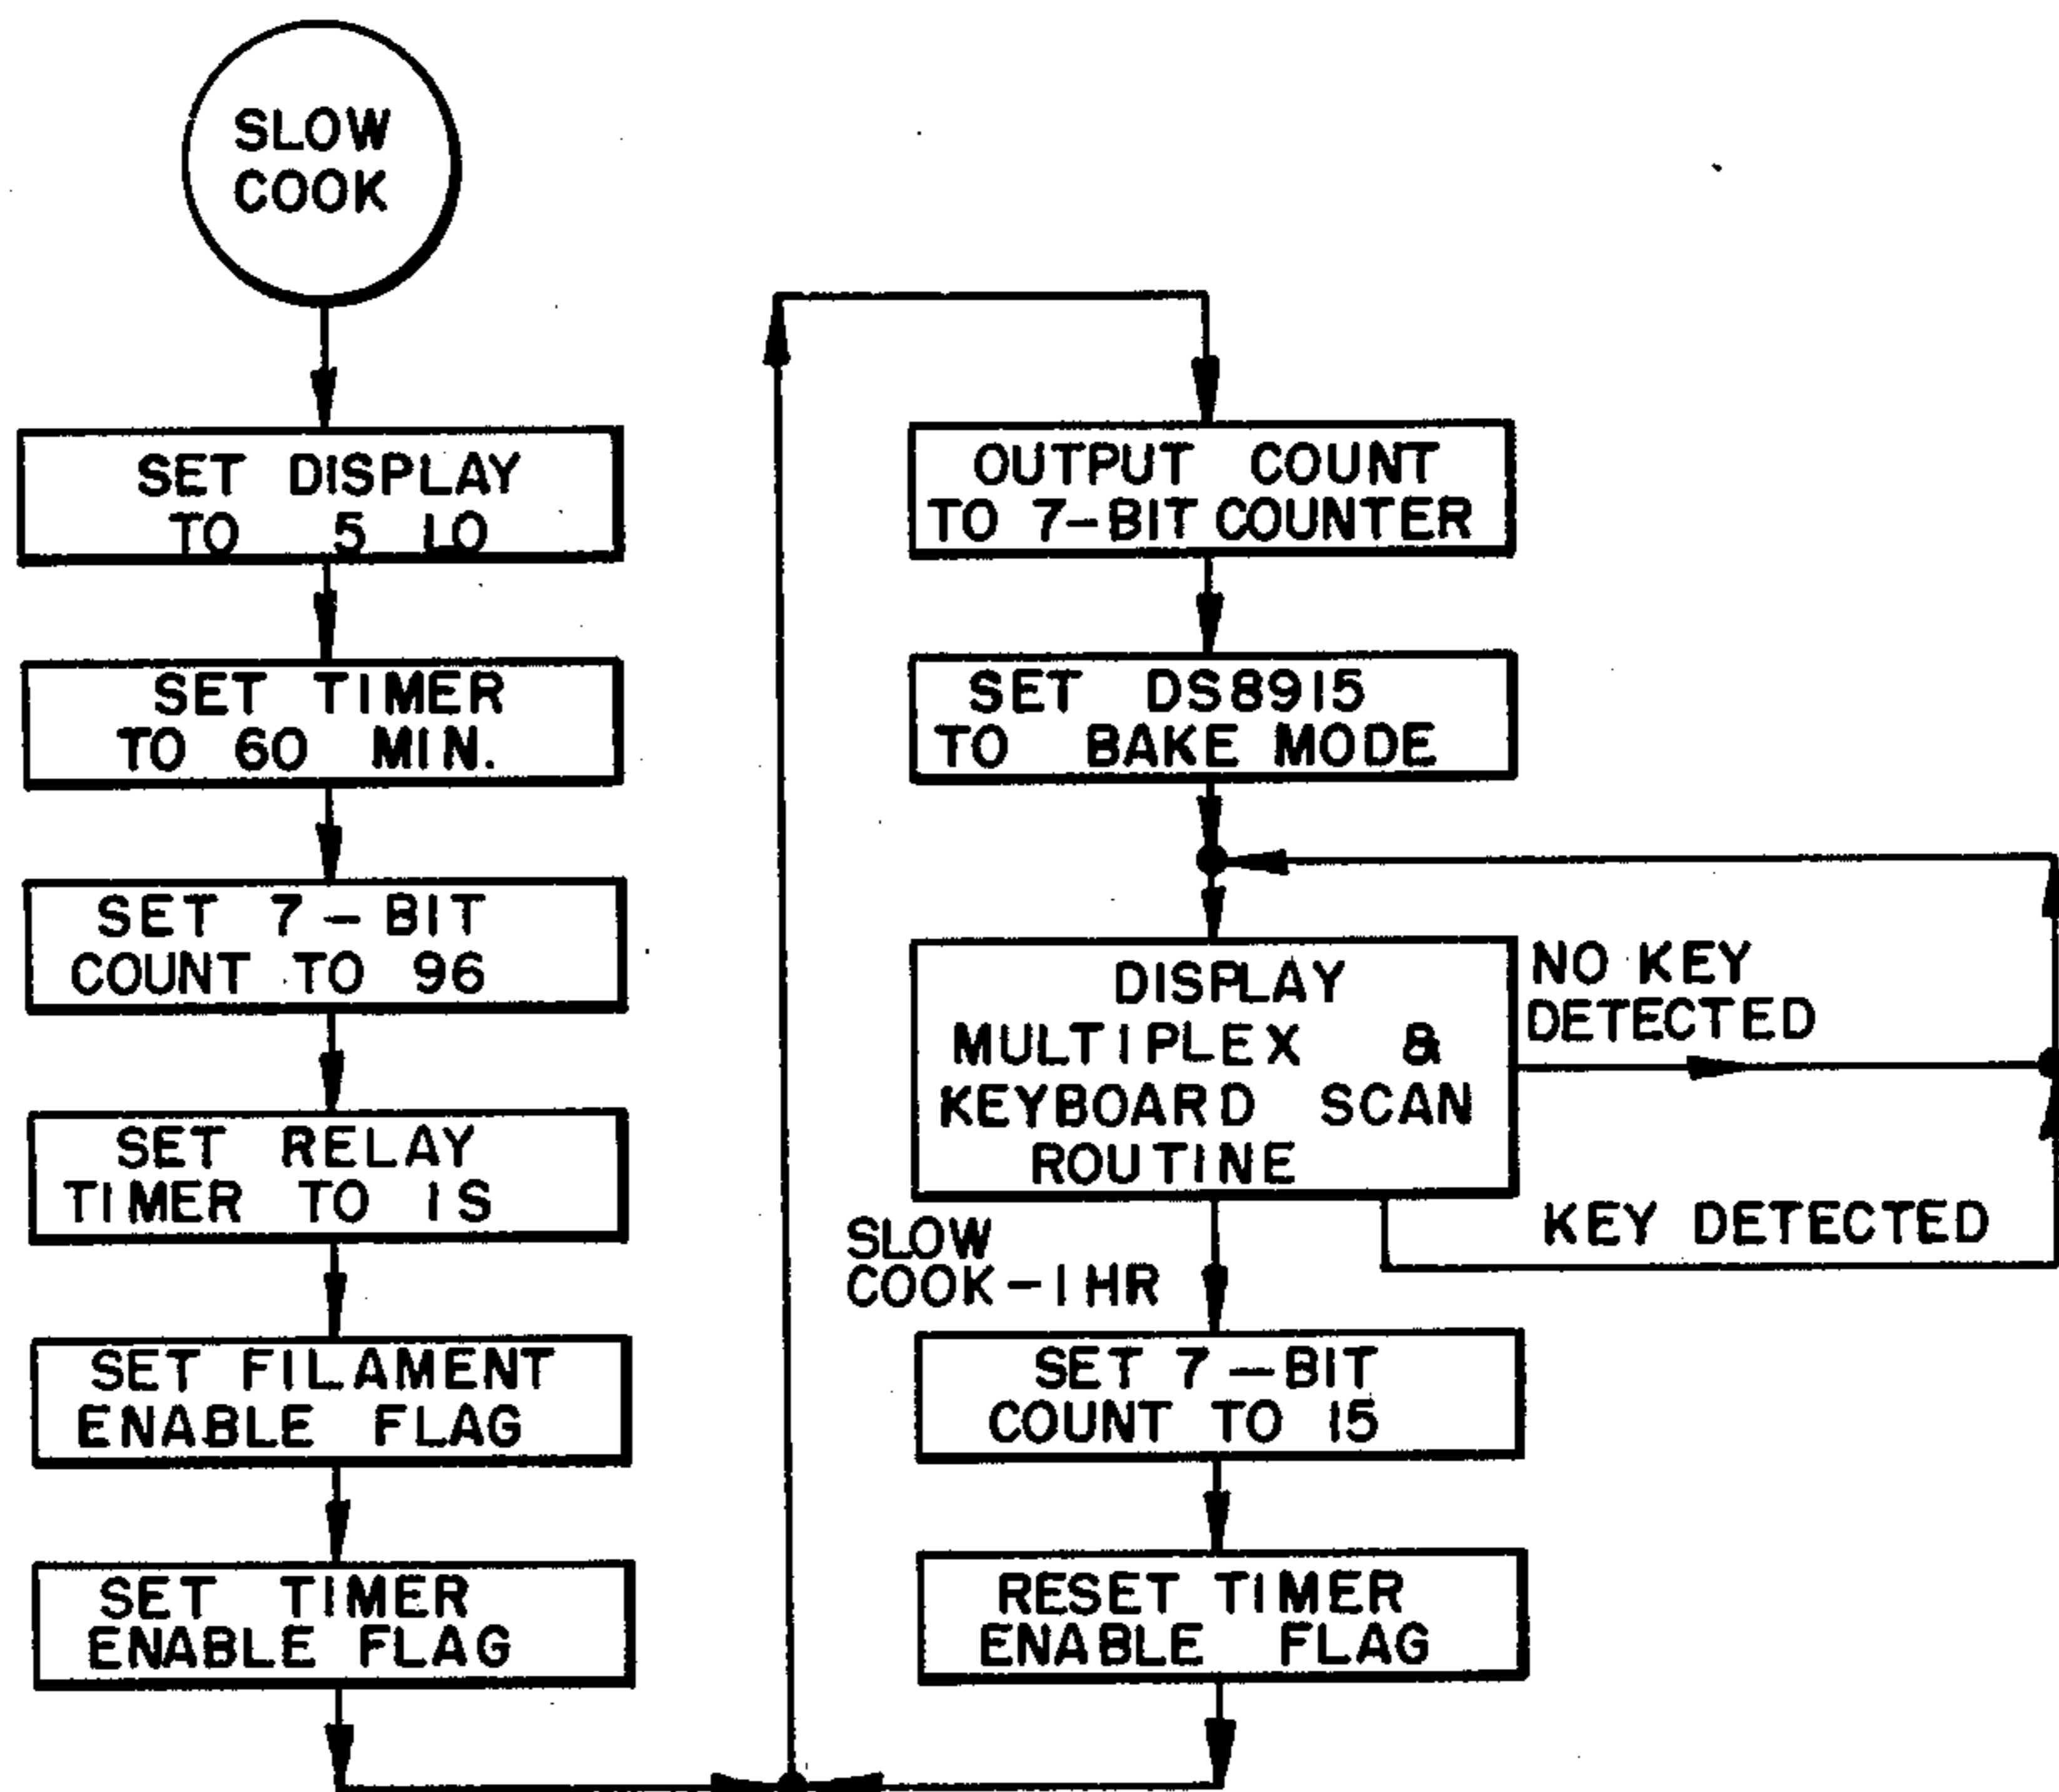 SLOW
COOK
SET DISPLAY
TO 5 LO
SET TIMER
TO 60 MIN.
SET 7-BIT
COUNT TO 96
SET RELAY
TIMER TO 1S
SET FILAMENT
ENABLE FLAG
SET TIMER
ENABLE FLAG
OUTPUT COUNT
TO 7-BIT COUNTER
SET DS8915
TO BAKE MODE
DISPLAY
MULTIPLEX &
KEYBOARD SCAN
ROUTINE
NO KEY
DETECTED
KEY DETECTED
SLOW
COOK-1 HR
SET 7-BIT
COUNT TO 15
RESET TIMER
ENABLE FLAG